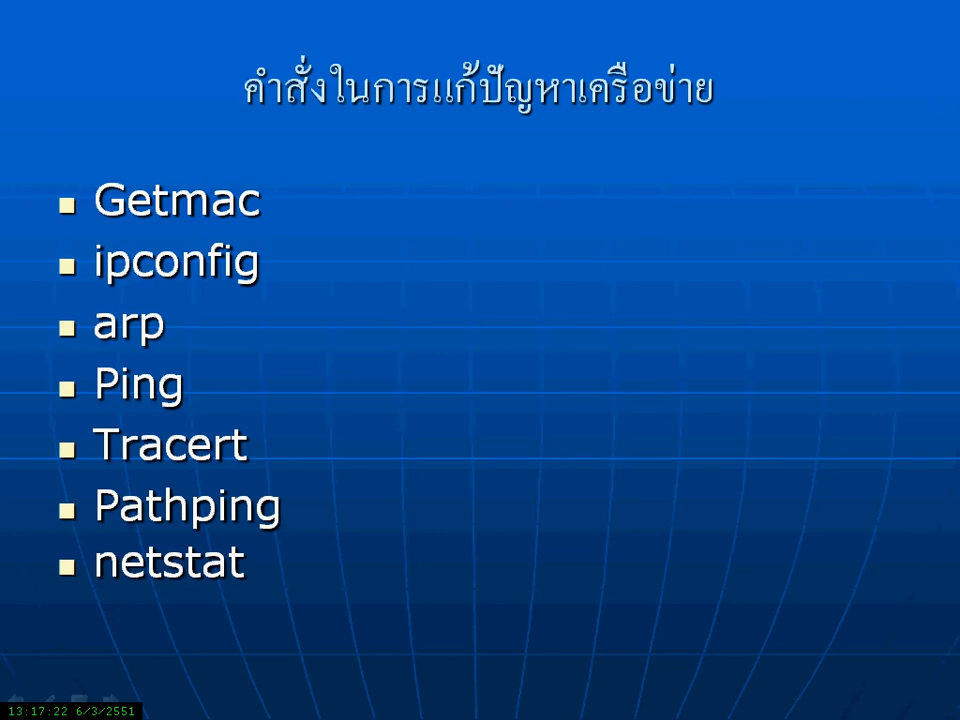 คำสั่งในการแก้ปัญหาเครือข่าย
Getmac
ipconfig
arp
Ping
Tracert
Pathping
netstat
13:17:22 6/3/2551